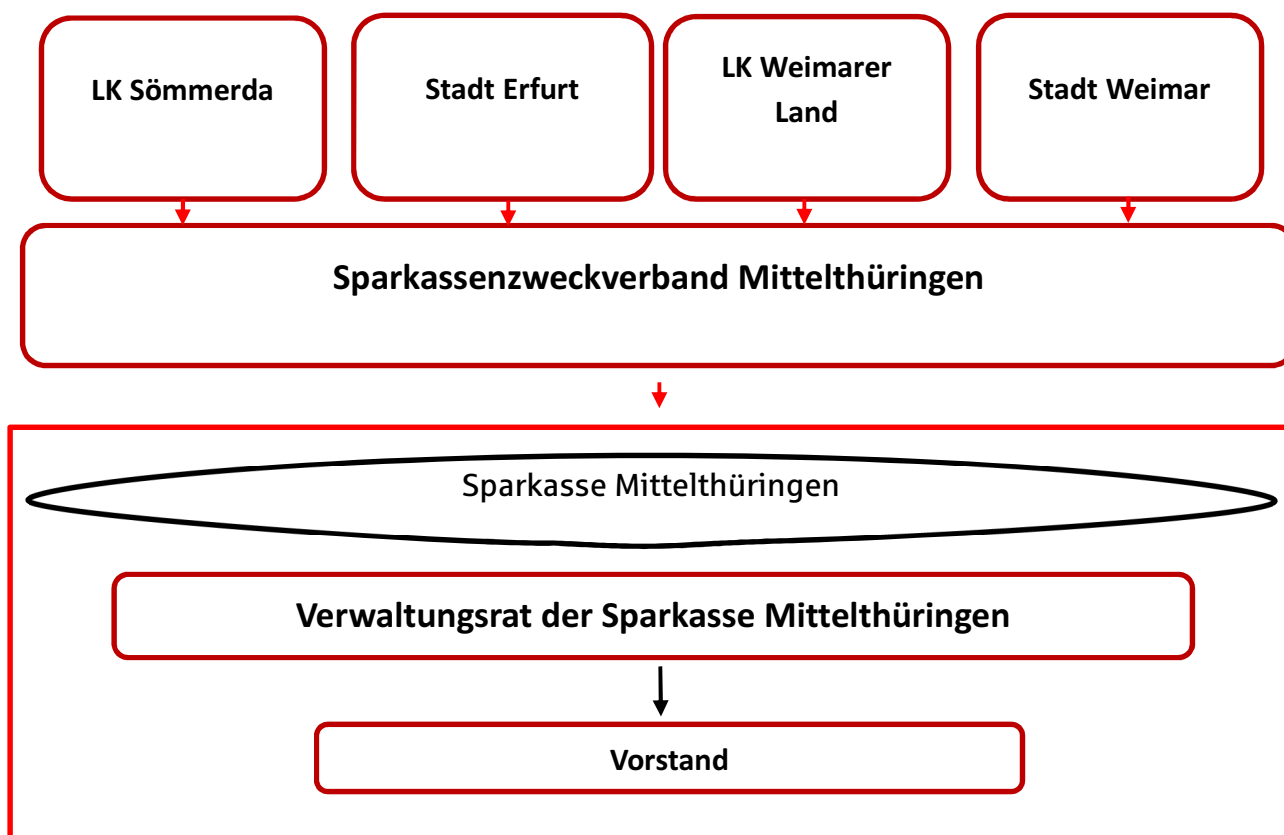 LK Sömmerda
Stadt Erfurt
LK Weimarer
Land
Stadt Weimar
Sparkassenzweckverband Mittelthüringen
Sparkasse Mittelthüringen
Verwaltungsrat der Sparkasse Mittelthüringen
Vorstand